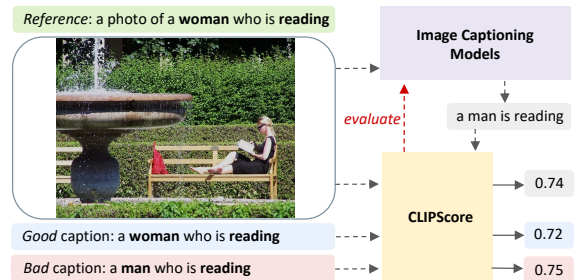 Reference: a photo of a woman who is reading
Image Captioning
Models
evaluate
a man is reading
CLIPScore
0.74
Good caption: a woman who is reading
0.72
Bad caption: a man who is reading
0.75